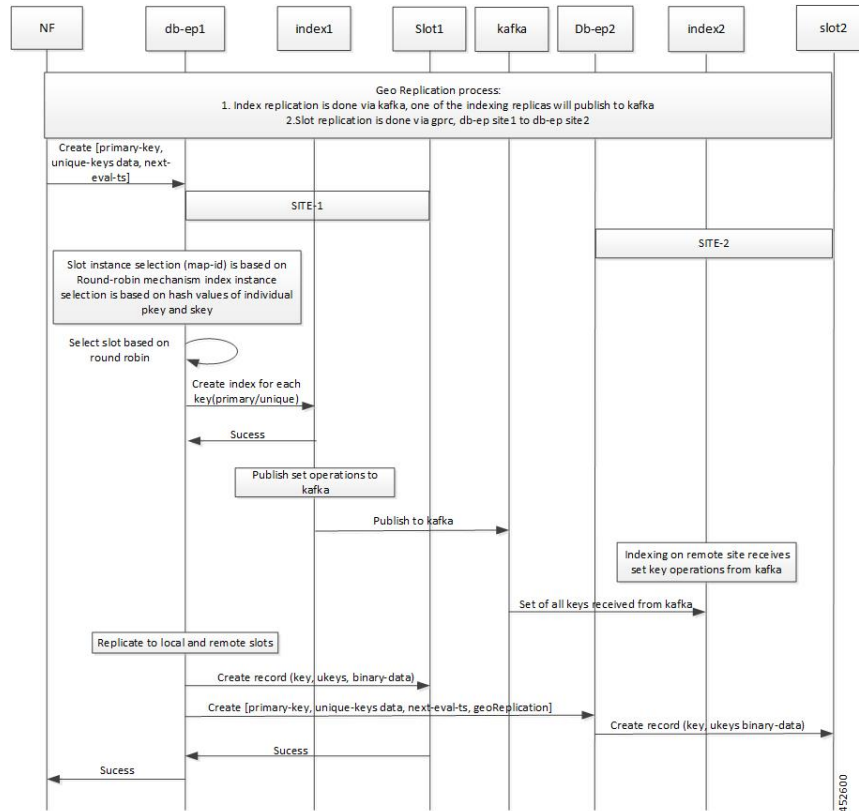 NF
db-ep1
index1
Slot1
kafka
Db-ep2
index2
slot2
Geo Replication process:
1. Index replication is done via kafka, one of the indexing replicas will publish to kafka
2.Slot replication is done via gprc, db-ep site1 to db-ep site2
Create [primary-key,
unique-keys data, next-
eval-ts]
SITE-1
SITE-2
Slot instance selection (map-id) is based on
Round-robin mechanism index instance
selection is based on hash values of individual
pkey and skey
Select slot based on
round robin
Create index for each
key(primary/unique)
Sucess
Publish set operations to
kafka
Publish to kafka
Indexing on remote site receives
set key operations from kafka
Set of all keys received from kafka
Replicate to local and remote slots
Create record (key, ukeys, binary-data)
Create [primary-key, unique-keys data, next-eval-ts, geoReplication]
Create record (key, ukeys binary-data)
Sucess
Sucess
452600